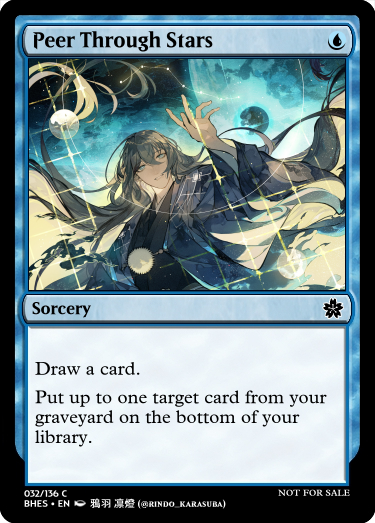 Peer Through Stars
Sorcery
Draw a card.
Put up to one target card from your
graveyard on the bottom of your
library.
032/136 C
NOT FOR SALE
BHES • EN 鴉羽 凛燈 (@RINDO_KARASUBA)